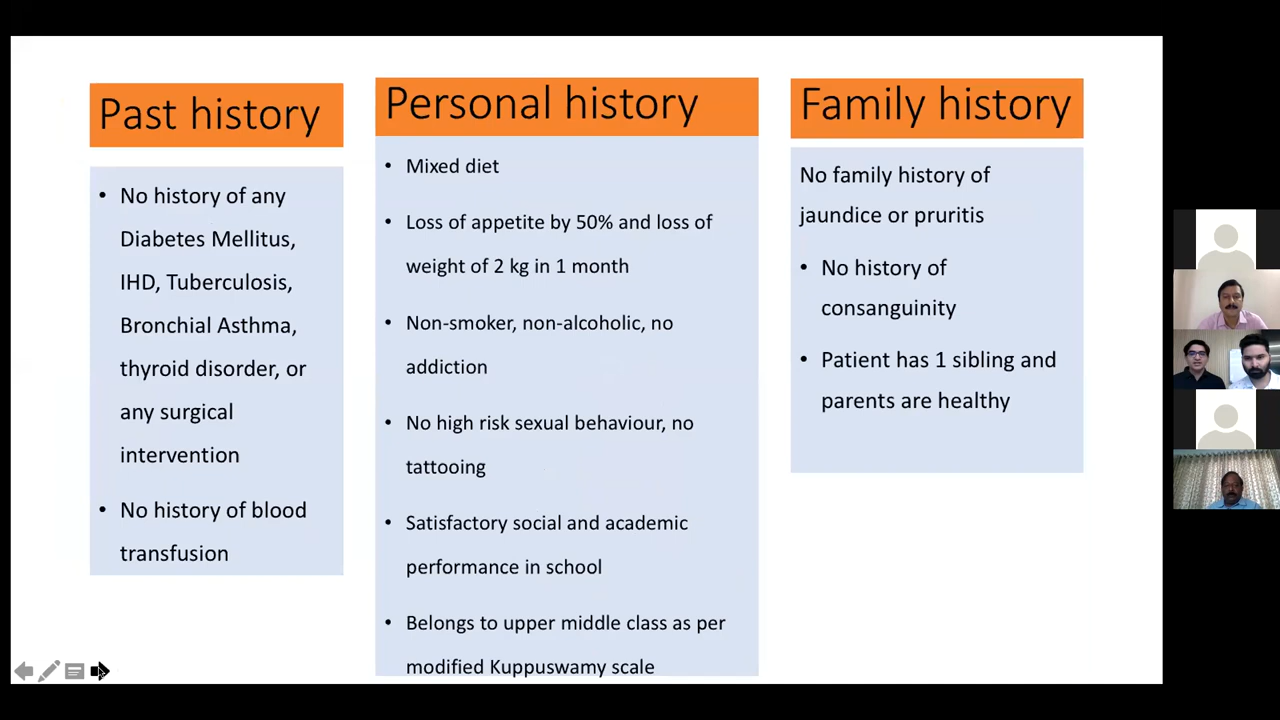 Past history
No history of any
Diabetes Mellitus,
IHD, Tuberculosis,
Bronchial Asthma,
thyroid disorder, or
any surgical
intervention
No history of blood
transfusion
Personal history
Mixed diet
Loss of appetite by 50% and loss of
weight of 2 kg in 1 month
Non-smoker, non-alcoholic, no
addiction
No high risk sexual behaviour, no
tattooing
Satisfactory social and academic
performance in school
Belongs to upper middle class as per
modified Kuppuswamy scale
Family history
No family history of
jaundice or pruritis
No history of
consanguinity
Patient has 1 sibling and
parents are healthy